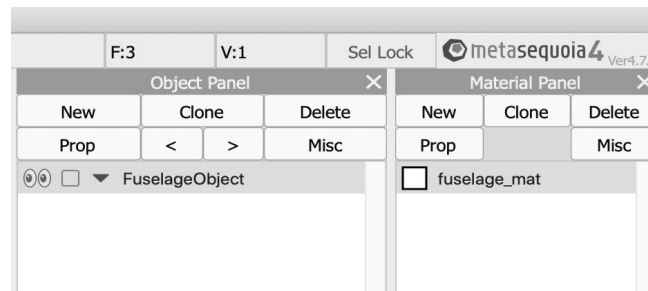 F:3 V:1 Sel Lock metasequoia4 Ver4.7.
Object Panel
New Clone Delete
Prop < > Misc
FuselageObject
Material Panel
New Clone Delete
Prop Misc
fuselage_mat